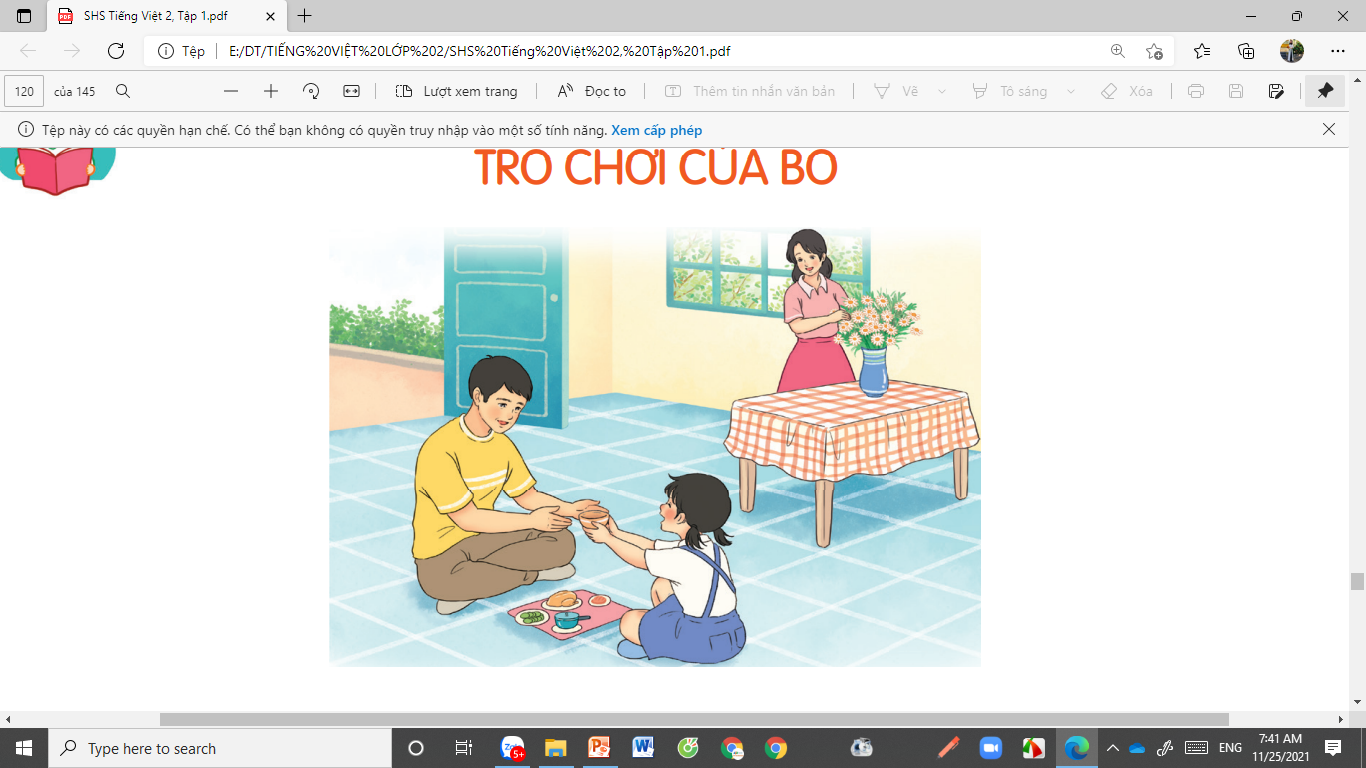 SHS Tiếng Việt 2, Tập 1.pdf
Tệp
E:/DT/TIẾNG%20VIỆT%20LỚP%202/SHS%20Tiếng%20Việt%202,%20Tập%201.pdf
120 của 145
Lượt xem trang
Đọc to
Thêm tin nhắn văn bản
Vẽ
Tô sáng
Xóa
Tệp này có các quyền hạn chế. Có thể bạn không có quyền truy nhập vào một số tính năng. Xem cấp phép
TRÒ CHƠI CỦA BỐ
Type here to search
5+
ENG
7:41 AM
11/25/2021